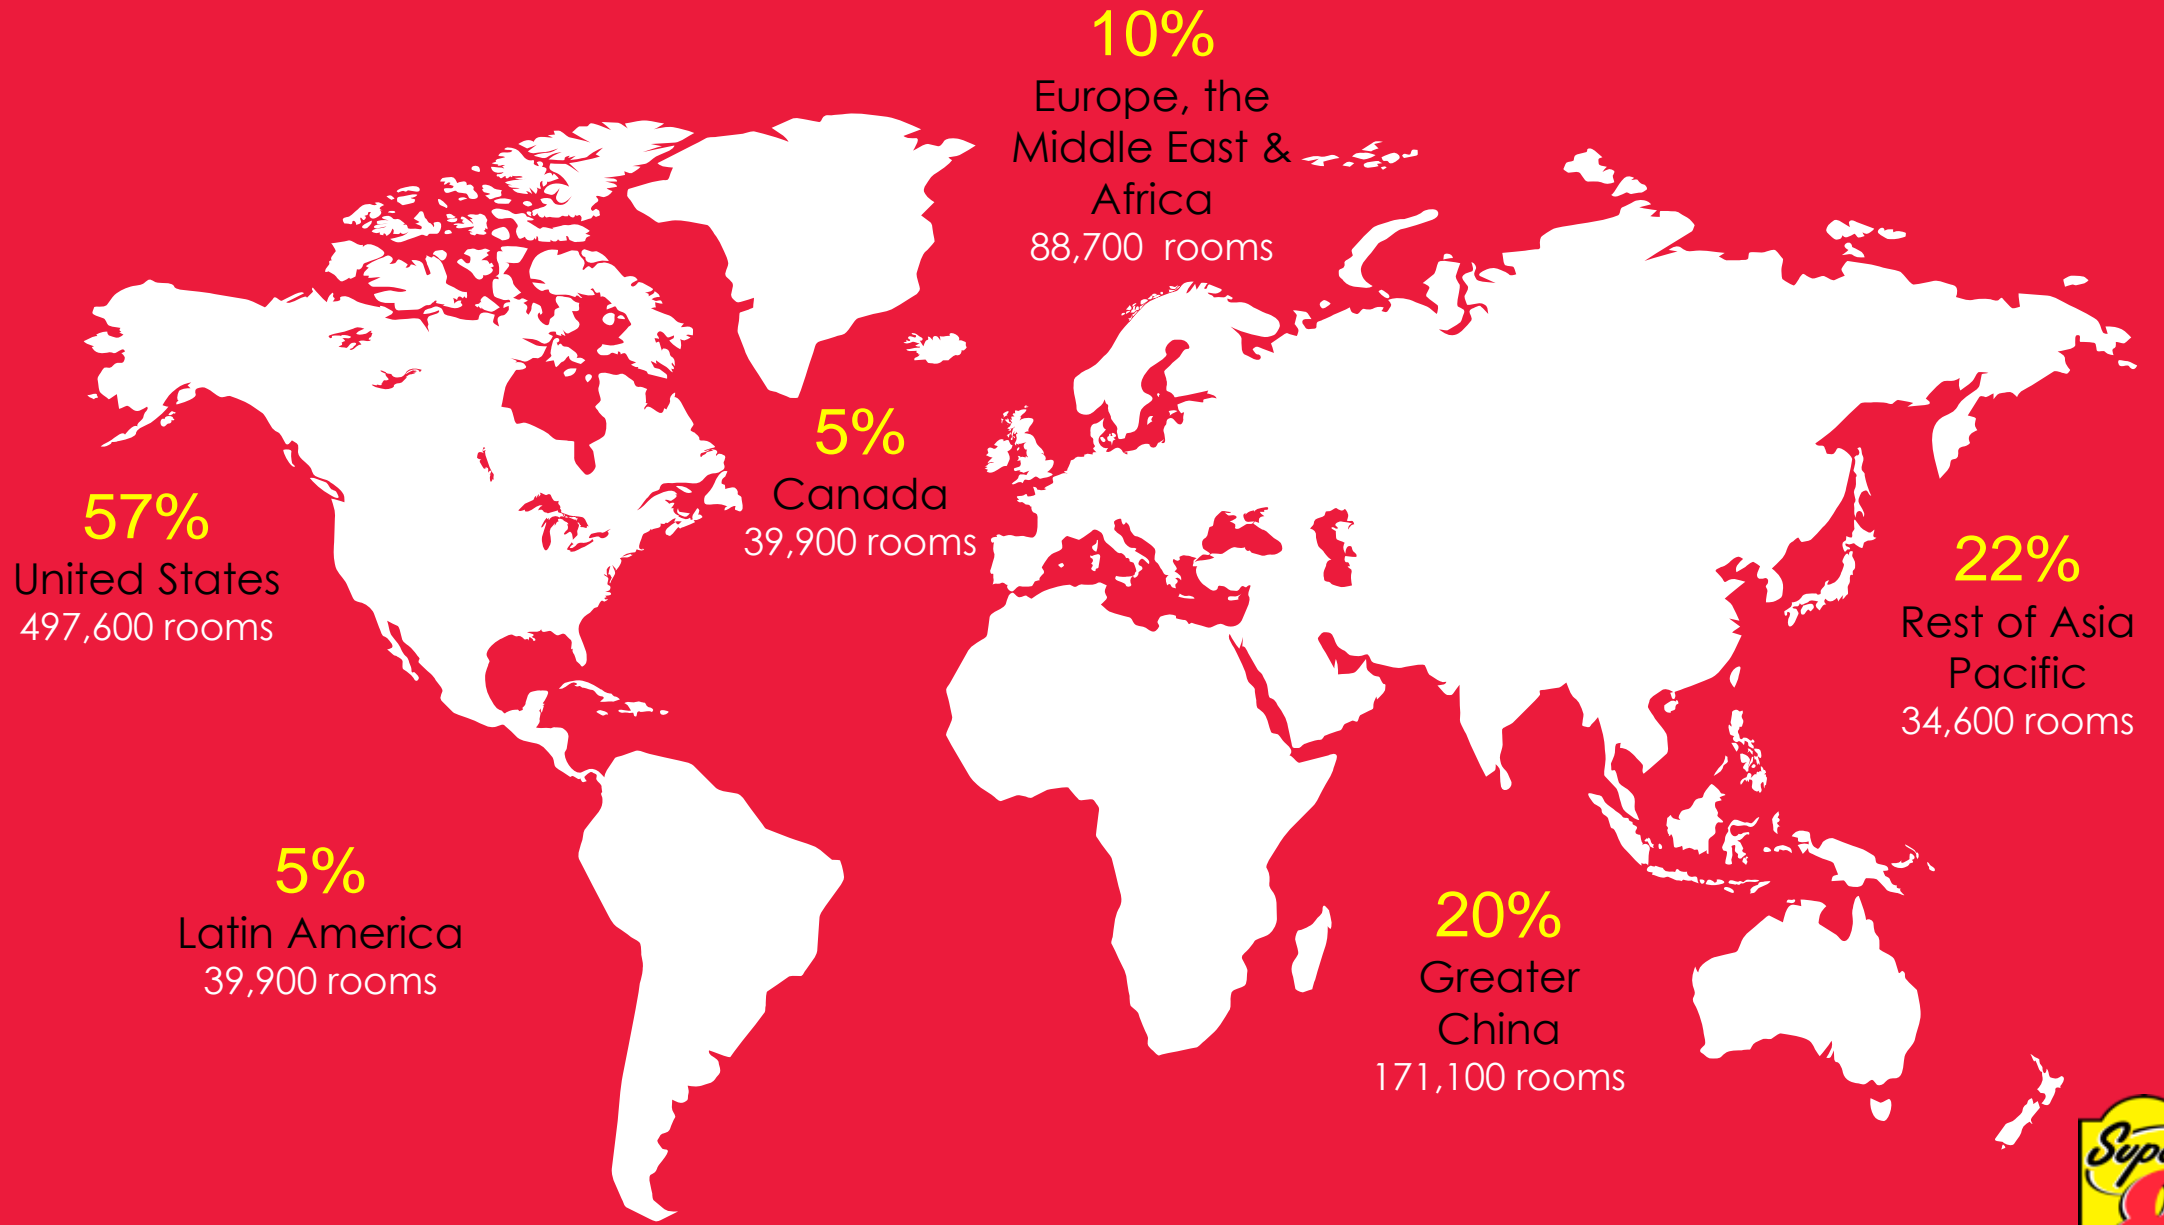 10%
Europe, the
Middle East &
Africa
88,700 rooms
5%
Canada
39,900 rooms
57%
United States
497,600 rooms
22%
Rest of Asia
Pacific
34,600 rooms
5%
Latin America
39,900 rooms
20%
Greater
China
171,100 rooms